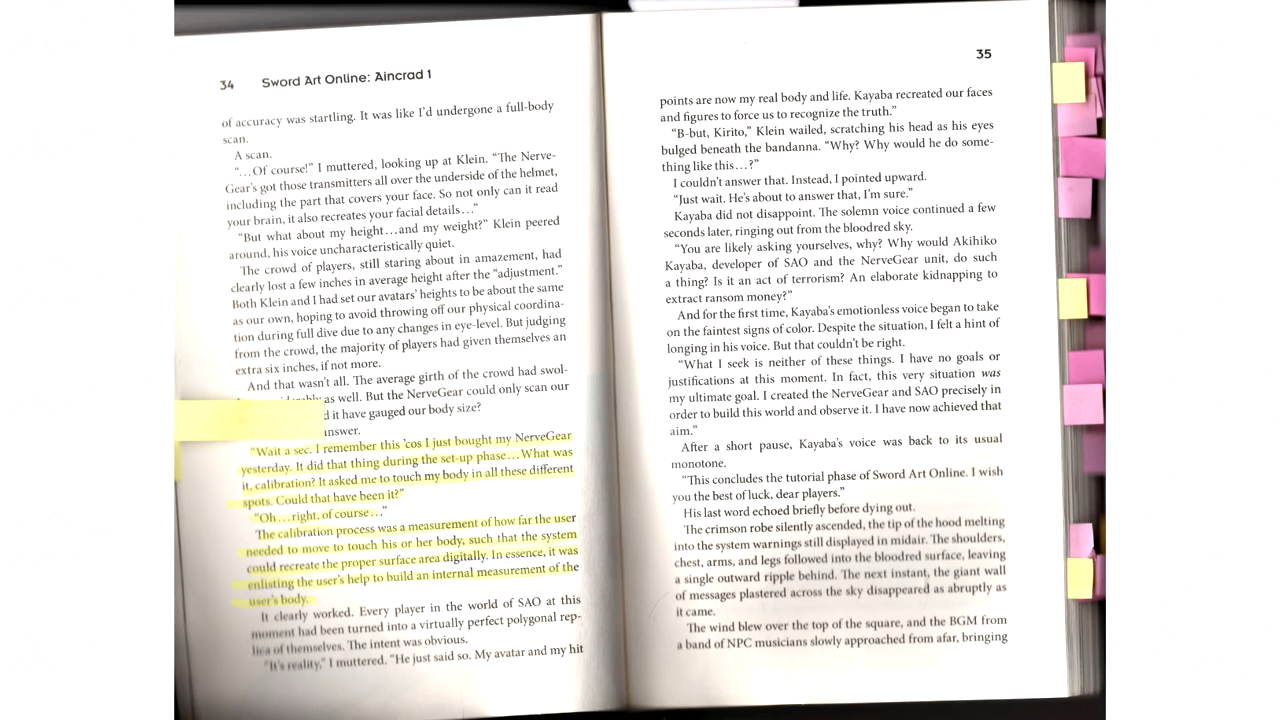 34 Sword Art Online: Aincrad 1
of accuracy was startling. It was like I'd undergone a full-body
scan.
A scan.
"…Of course!" I muttered, looking up at Klein. "The Nerve-
Gear's got those transmitters all over the underside of the helmet,
including the part that covers your face. So not only can it read
your brain, it also recreates your facial details…"
"But what about my height…and my weight?" Klein peered
around, his voice uncharacteristically quiet.
The crowd of players, still staring about in amazement, had
clearly lost a few inches in average height after the "adjustment."
Both Klein and I had set our avatars' heights to be about the same
as our own, hoping to avoid throwing off our physical coordina-
tion during full dive due to any changes in eye-level. But judging
from the crowd, the majority of players had given themselves an
extra six inches, if not more.
And that wasn't all. The average girth of the crowd had swol-
as well. But the NerveGear could only scan our
it have gauged our body size?
answer.
"Wait a sec. I remember this 'cos I just bought my NerveGear
yesterday. It did that thing during the set-up phase…What was
it, calibration? It asked me to touch my body in all these different
spots. Could that have been it?"
"Oh…right, of course…"
The calibration process was a measurement of how far the user
needed to move to touch his or her body, such that the system
could recreate the proper surface area digitally. In essence, it was
enlisting the user's help to build an internal measurement of the
user's body.
It clearly worked. Every player in the world of SAO at this
moment had been turned into a virtually perfect polygonal rep-
lica of themselves. The intent was obvious.
"It's reality," I muttered. "He just said so. My avatar and my hit
35
points are now my real body and life. Kayaba recreated our faces
and figures to force us to recognize the truth."
"B-but, Kirito," Klein wailed, scratching his head as his eyes
bulged beneath the bandanna. "Why? Why would he do some-
thing like this…?"
I couldn't answer that. Instead, I pointed upward.
"Just wait. He's about to answer that, I'm sure."
Kayaba did not disappoint. The solemn voice continued a few
seconds later, ringing out from the bloodred sky.
"You are likely asking yourselves, why? Why would Akihiko
Kayaba, developer of SAO and the NerveGear unit, do such
a thing? Is it an act of terrorism? An elaborate kidnapping to
extract ransom money?"
And for the first time, Kayaba's emotionless voice began to take
on the faintest signs of color. Despite the situation, I felt a hint of
longing in his voice. But that couldn't be right.
"What I seek is neither of these things. I have no goals or
justifications at this moment. In fact, this very situation was
my ultimate goal. I created the NerveGear and SAO precisely in
order to build this world and observe it. I have now achieved that
aim."
After a short pause, Kayaba's voice was back to its usual
monotone.
"This concludes the tutorial phase of Sword Art Online. I wish
you the best of luck, dear players."
His last word echoed briefly before dying out.
The crimson robe silently ascended, the tip of the hood melting
into the system warnings still displayed in midair. The shoulders,
chest, arms, and legs followed into the bloodred surface, leaving
a single outward ripple behind. The next instant, the giant wall
of messages plastered across the sky disappeared as abruptly as
it came.
The wind blew over the top of the square, and the BGM from
a band of NPC musicians slowly approached from afar, bringing